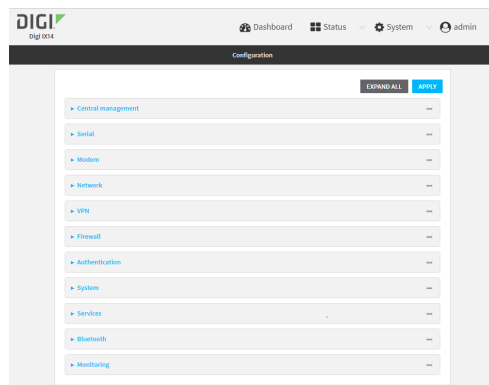 DIGI
Digi IX14
Dashboard Status System admin
Configuration
EXPAND ALL APPLY
Central management
Serial
Modem
Network
VPN
Firewall
Authentication
System
Services
Bluetooth
Monitoring